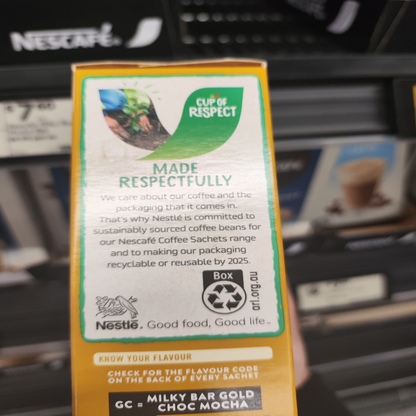 NESCAFÉ
CUP OF
RESPECT
MADE
RESPECTFULLY
We care about our coffee and the
packaging that it comes in.
That's why Nestlé is committed to
sustainably sourced coffee beans for
our Nescafé Coffee Sachets range
and to making our packaging
recyclable or reusable by 2025.
Box
arl.org.au
Nestlé. Good food, Good life™
KNOW YOUR FLAVOUR
CHECK FOR THE FLAVOUR CODE
ON THE BACK OF EVERY SACHET
GC = MILKY BAR GOLD
CHOC MOCHA